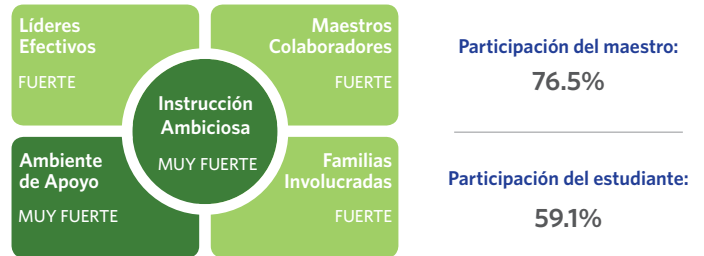 Líderes
Efectivos
FUERTE
Maestros
Colaboradores
FUERTE
Instrucción
Ambiciosa
MUY FUERTE
Ambiente
de Apoyo
MUY FUERTE
Familias
Involucradas
FUERTE
Participación del maestro:
76.5%
Participación del estudiante:
59.1%